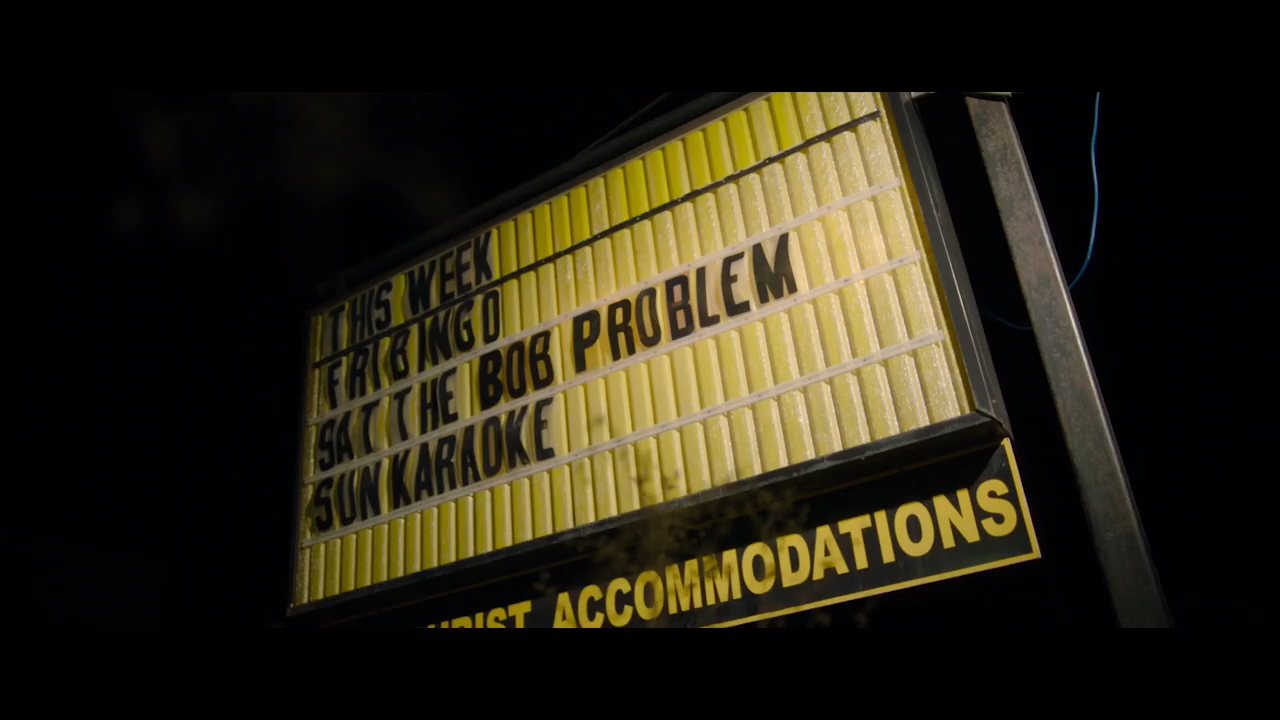 THIS WEEK
FRI BINGO
SAT THE BOB PROBLEM
SUN KARAOKE
ACCOMMODATIONS